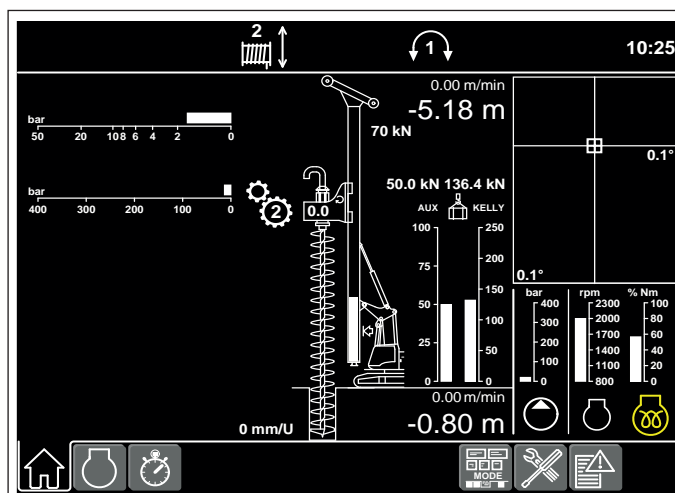 2
1
10:25
0.00 m/min
-5.18 m
70 kN
bar
50 20 10 8 6 4 2 0
0.1°
bar
400 300 200 100 0
2
0.0
50.0 kN 136.4 kN
AUX KELLY
100 250
75 200
150
50 100
25 50
0 0
0.1°
bar rpm % Nm
400 2300 100
300 2000 80
200 1700 60
1400 40
100 1100 20
0 800 0
0.00 m/min
0 mm/U
-0.80 m
MODE